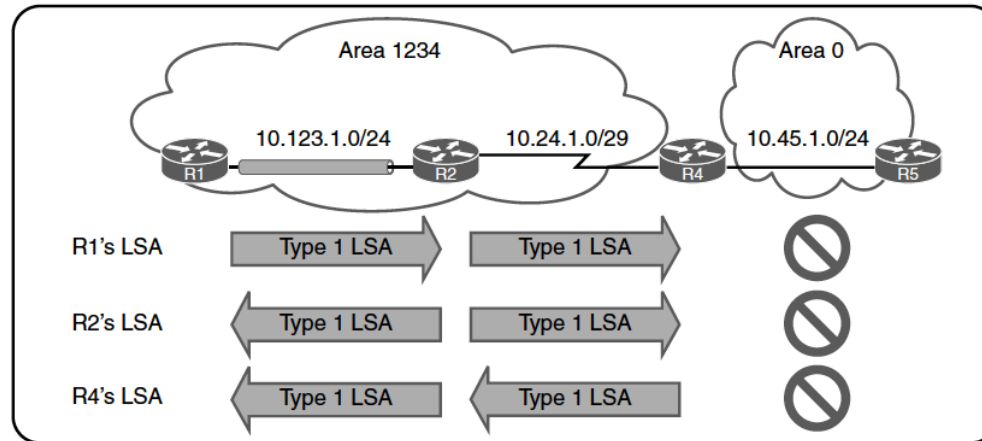 Area 1234 Area 0
10.123.1.0/24 10.24.1.0/29 10.45.1.0/24
R1 R2 R4 R5
R1's LSA Type 1 LSA Type 1 LSA
R2's LSA Type 1 LSA Type 1 LSA
R4's LSA Type 1 LSA Type 1 LSA